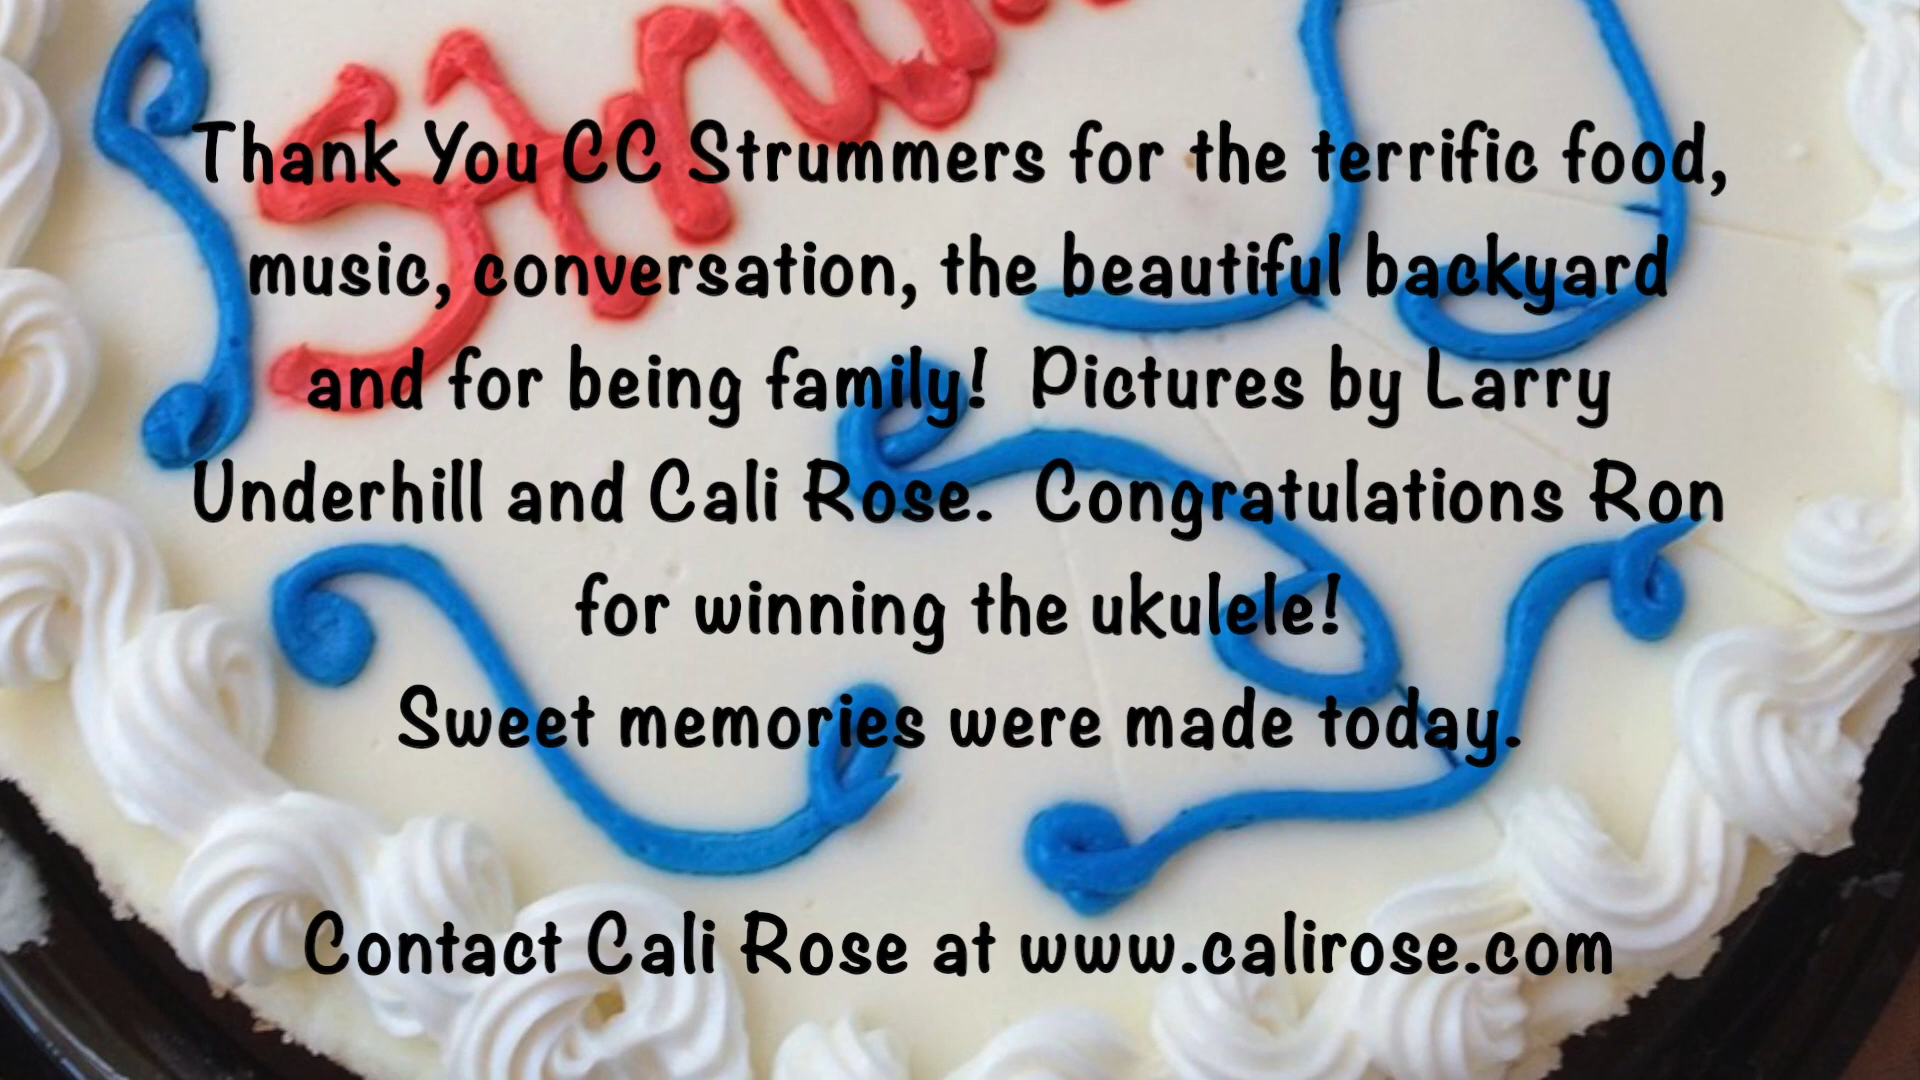 Strum
Thank You CC Strummers for the terrific food,
music, conversation, the beautiful backyard
and for being family!  Pictures by Larry
Underhill and Cali Rose.  Congratulations Ron
for winning the ukulele!
Sweet memories were made today.
Contact Cali Rose at www.calirose.com